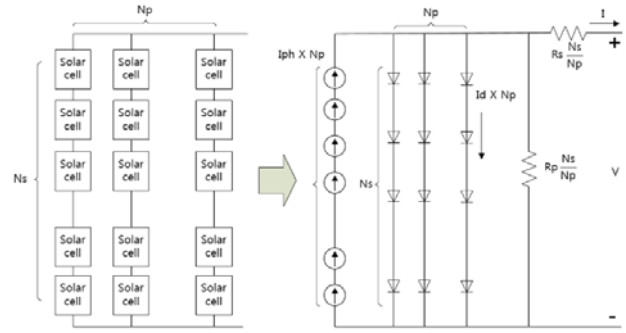 Np
Solar cell Solar cell Solar cell
Solar cell Solar cell Solar cell
Solar cell Solar cell Solar cell
Ns
Solar cell Solar cell Solar cell
Solar cell Solar cell Solar cell
Np
I
Iph X Np
Rs Ns/Np
+
Id X Np
Ns
Rp Ns/Np
V
-